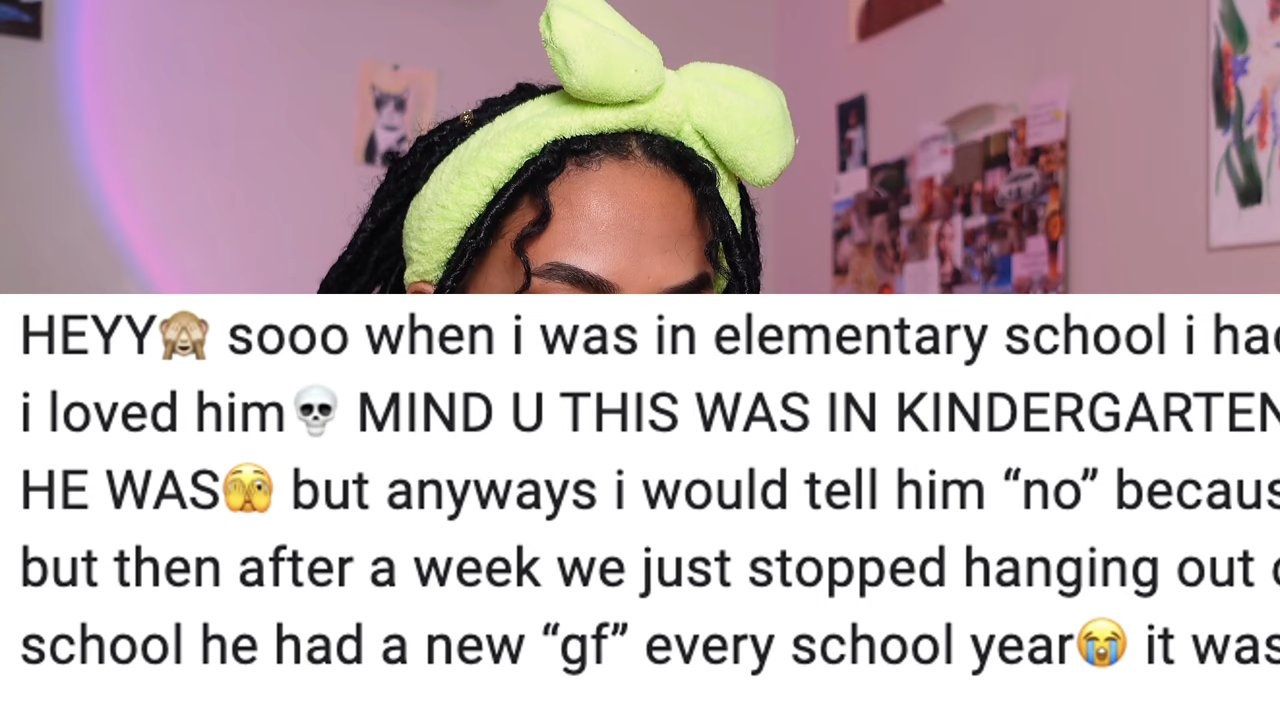 HEYY🙈 sooo when i was in elementary school i
i loved him💀 MIND U THIS WAS IN KINDERGARTEN
HE WAS🫣 but anyways i would tell him “no”
but then after a week we just stopped hanging out
school he had a new “gf” every school year😭 it was